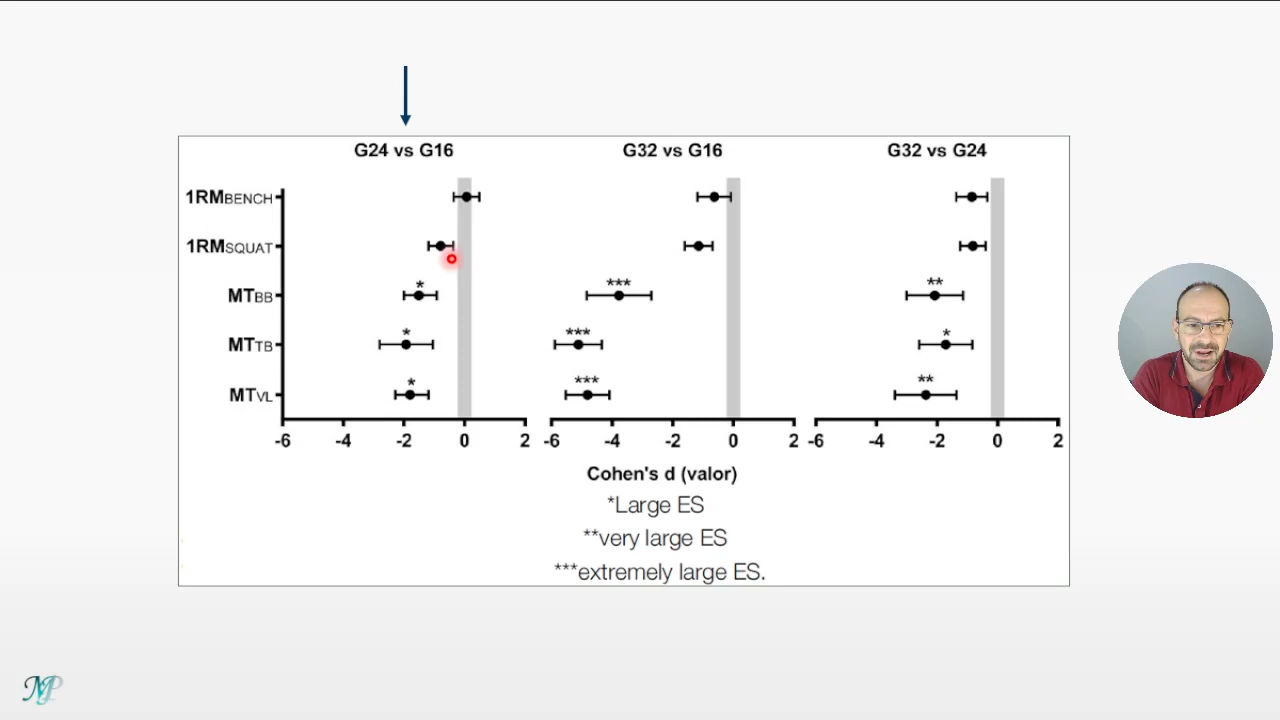 G24 vs G16 G32 vs G16 G32 vs G24
1RMBENCH
1RMSQUAT
*
***
**
MTBB
*
***
*
MTTB
*
***
**
MTVL
-6 -4 -2 0 2 -6 -4 -2 0 2 -6 -4 -2 0 2
Cohen's d (valor)
*Large ES
**very large ES
***extremely large ES.
MP